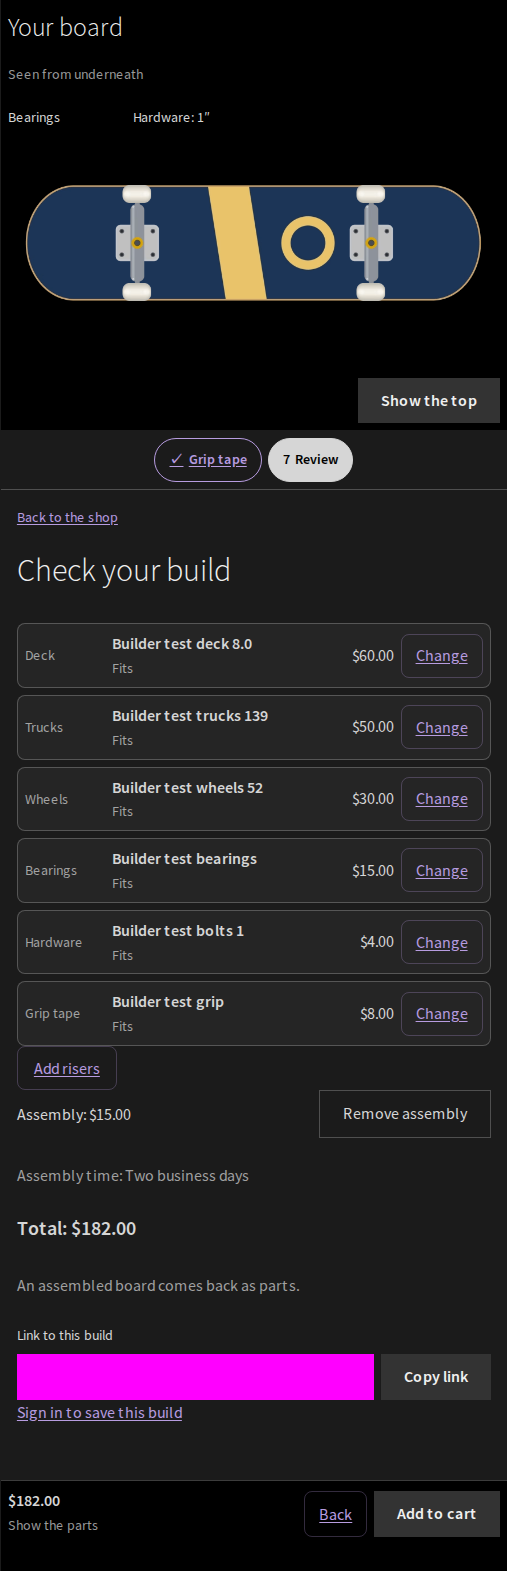 Your board
Seen from underneath
Bearings
Hardware: 1"
Show the top
✓ Grip tape
7 Review
Back to the shop
Check your build
Deck
Builder test deck 8.0
Fits
$60.00
Change
Trucks
Builder test trucks 139
Fits
$50.00
Change
Wheels
Builder test wheels 52
Fits
$30.00
Change
Bearings
Builder test bearings
Fits
$15.00
Change
Hardware
Builder test bolts 1
Fits
$4.00
Change
Grip tape
Builder test grip
Fits
$8.00
Change
Add risers
Assembly: $15.00
Remove assembly
Assembly time: Two business days
Total: $182.00
An assembled board comes back as parts.
Link to this build
Copy link
Sign in to save this build
$182.00
Show the parts
Back
Add to cart